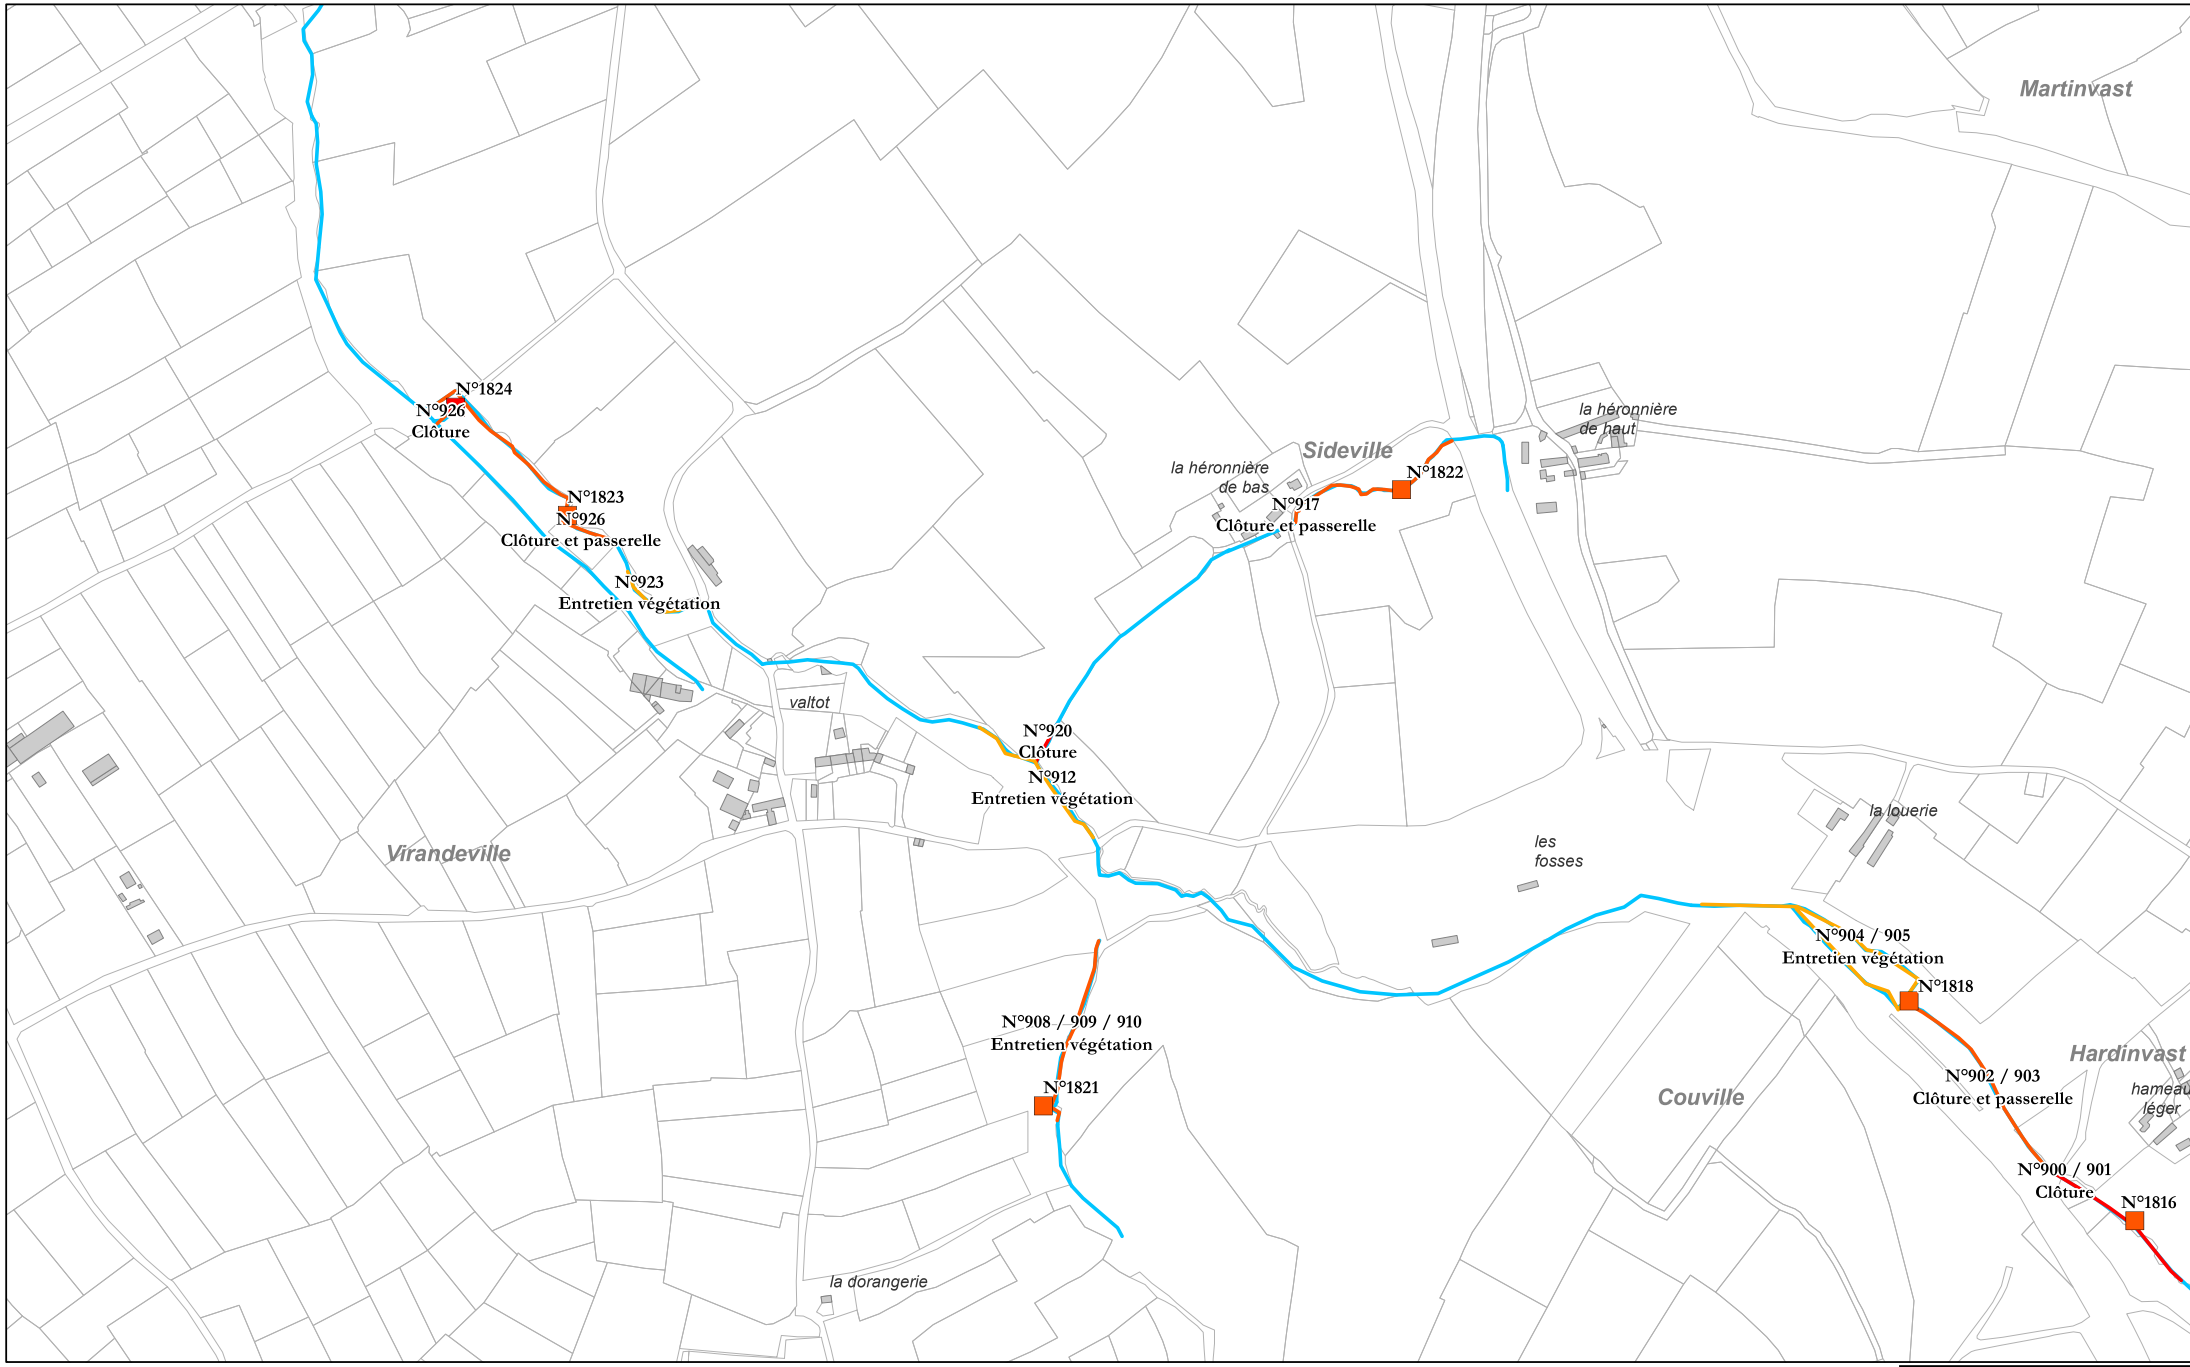 Martinvast
N°1824
N°926
Clôture
la héronnière
de haut
Sideville
la héronnière
de bas
N°1822
N°1823
N°926
Clôture et passerelle
N°917
Clôture et passerelle
N°923
Entretien végétation
valtot
N°920
Clôture
N°912
Entretien végétation
la louerie
les
fosses
Virandeville
N°904 / 905
Entretien végétation
N°1818
N°908 / 909 / 910
Entretien végétation
N°1821
Hardinvast
N°902 / 903
Clôture et passerelle
hameau
léger
Couville
N°900 / 901
Clôture
N°1816
la dorangerie